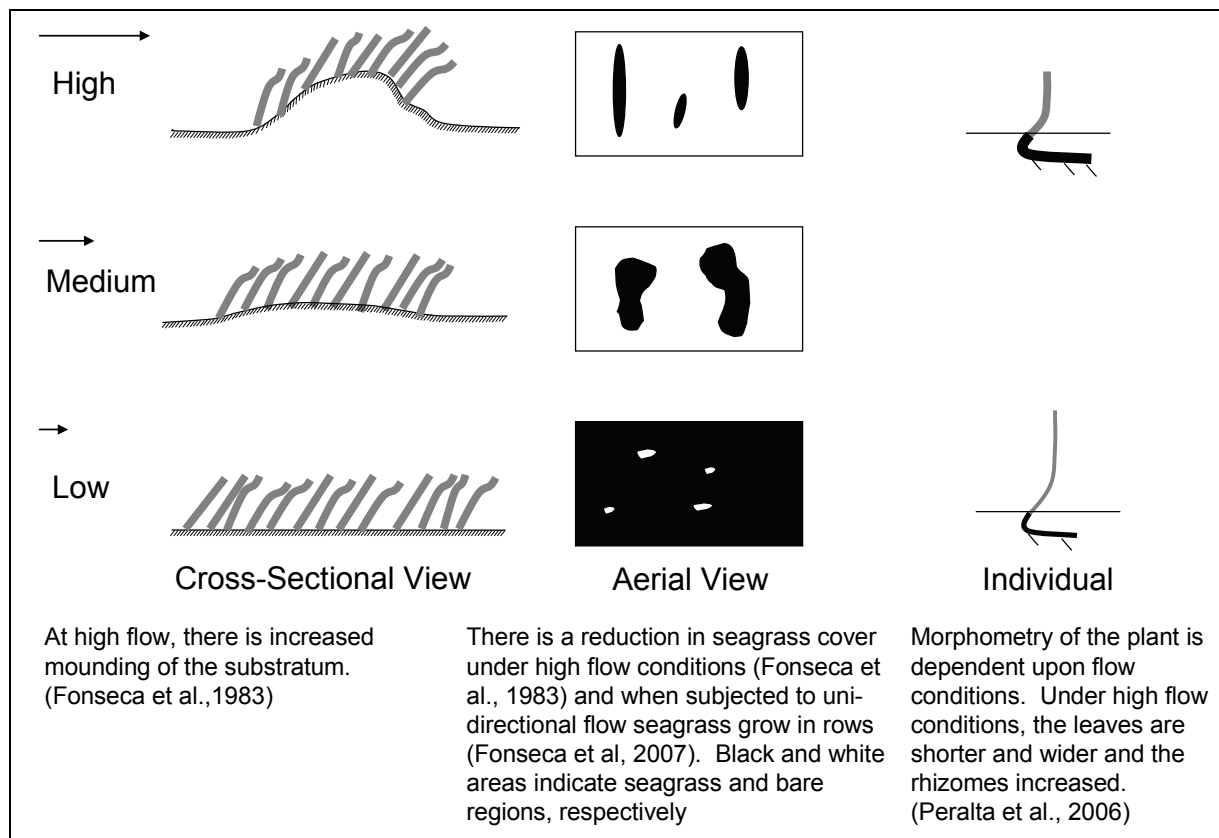 High
Medium
Low
Cross-Sectional View
Aerial View
Individual
At high flow, there is increased
mounding of the substratum.
(Fonseca et al.,1983)
There is a reduction in seagrass cover
under high flow conditions (Fonseca et
al., 1983) and when subjected to uni-
directional flow seagrass grow in rows
(Fonseca et al, 2007).  Black and white
areas indicate seagrass and bare
regions, respectively
Morphometry of the plant is
dependent upon flow
conditions.  Under high flow
conditions, the leaves are
shorter and wider and the
rhizomes increased.
(Peralta et al., 2006)